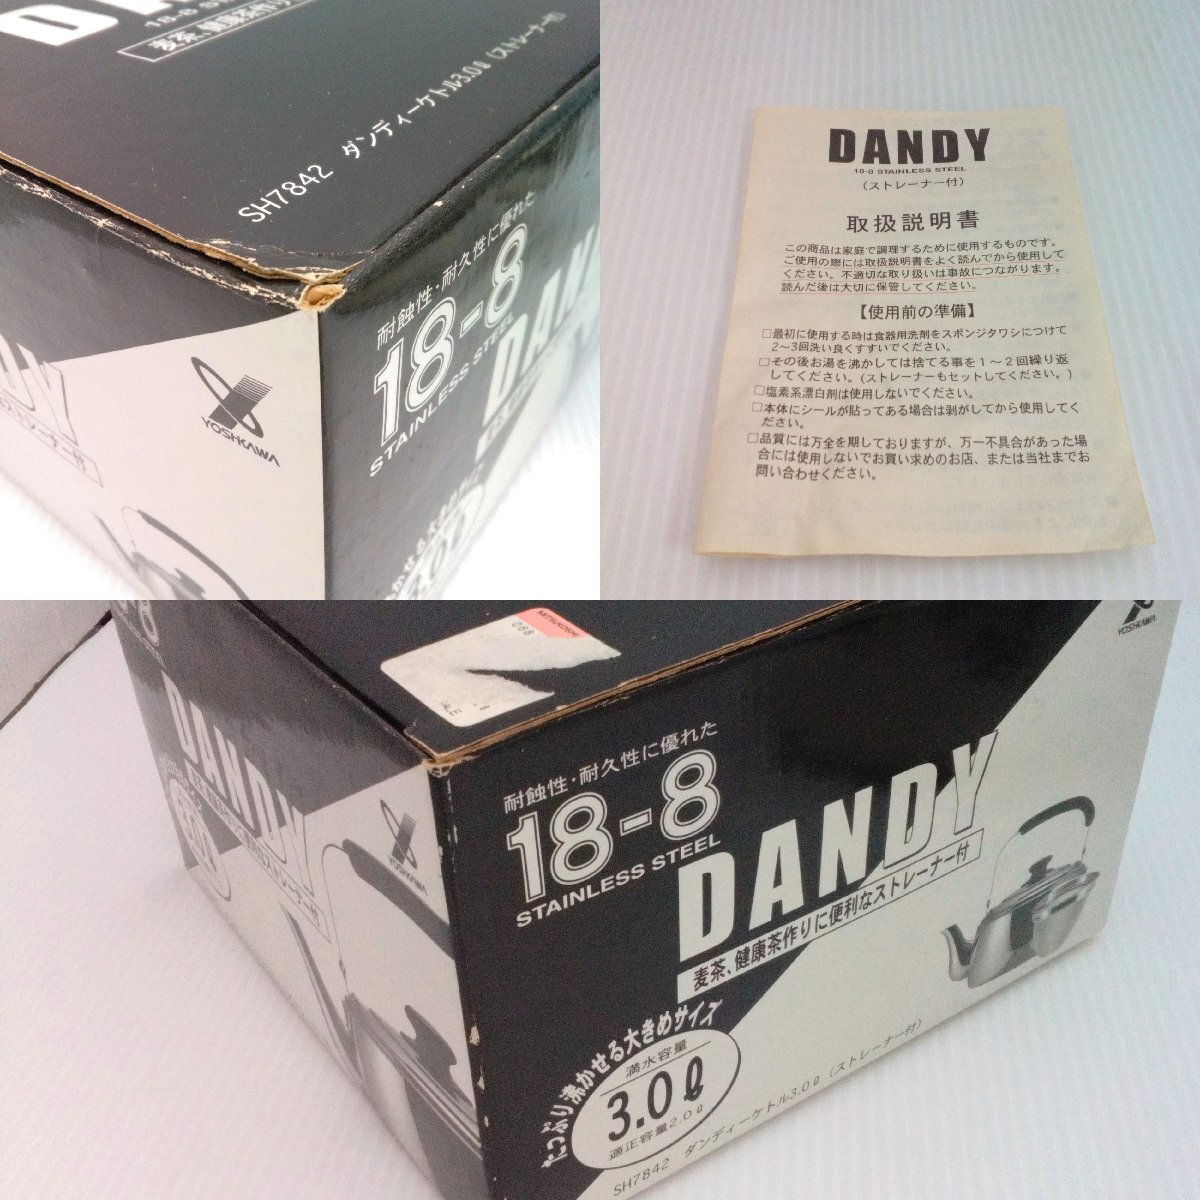 18-8
麦茶、健康茶作り
SH7842 ダンディーケトル3.0ℓ (ストレーナー付)
耐蝕性・耐久性に優れた
18-8
STAINLESS STEEL
DAN
YOSHIKAWA
DANDY
18-8 STAINLESS STEEL
(ストレーナー付)
取扱説明書
この商品は家庭で調理するために使用するものです。
ご使用の際には取扱説明書をよく読んでから使用して
ください。不適切な取り扱いは事故につながります。
読んだ後は大切に保管してください。
【使用前の準備】
□最初に使用する時は食器用洗剤をスポンジタワシにつけて
2〜3回洗い良くすすいでください。
□その後お湯を沸かしては捨てる事を1〜2回繰り返
してください。(ストレーナーもセットしてください。)
□塩素系漂白剤は使用しないでください。
□本体にシールが貼ってある場合は剥がしてから使用してく
ださい。
□品質には万全を期しておりますが、万一不具合があった場
合には使用しないでお買い求めのお店、または当社までお
問い合わせください。
MITSUKOSHI
068
YOSHIKAWA
DANDY
YOSHIKAWA
耐蝕性・耐久性に優れた
18-8
STAINLESS STEEL
DANDY
麦茶、健康茶作りに便利なストレーナー付
たっぷり沸かせる大きめサイズ
満水容量
3.0ℓ
適正容量2.0ℓ
SH7842 ダンディーケトル3.0ℓ (ストレーナー付)